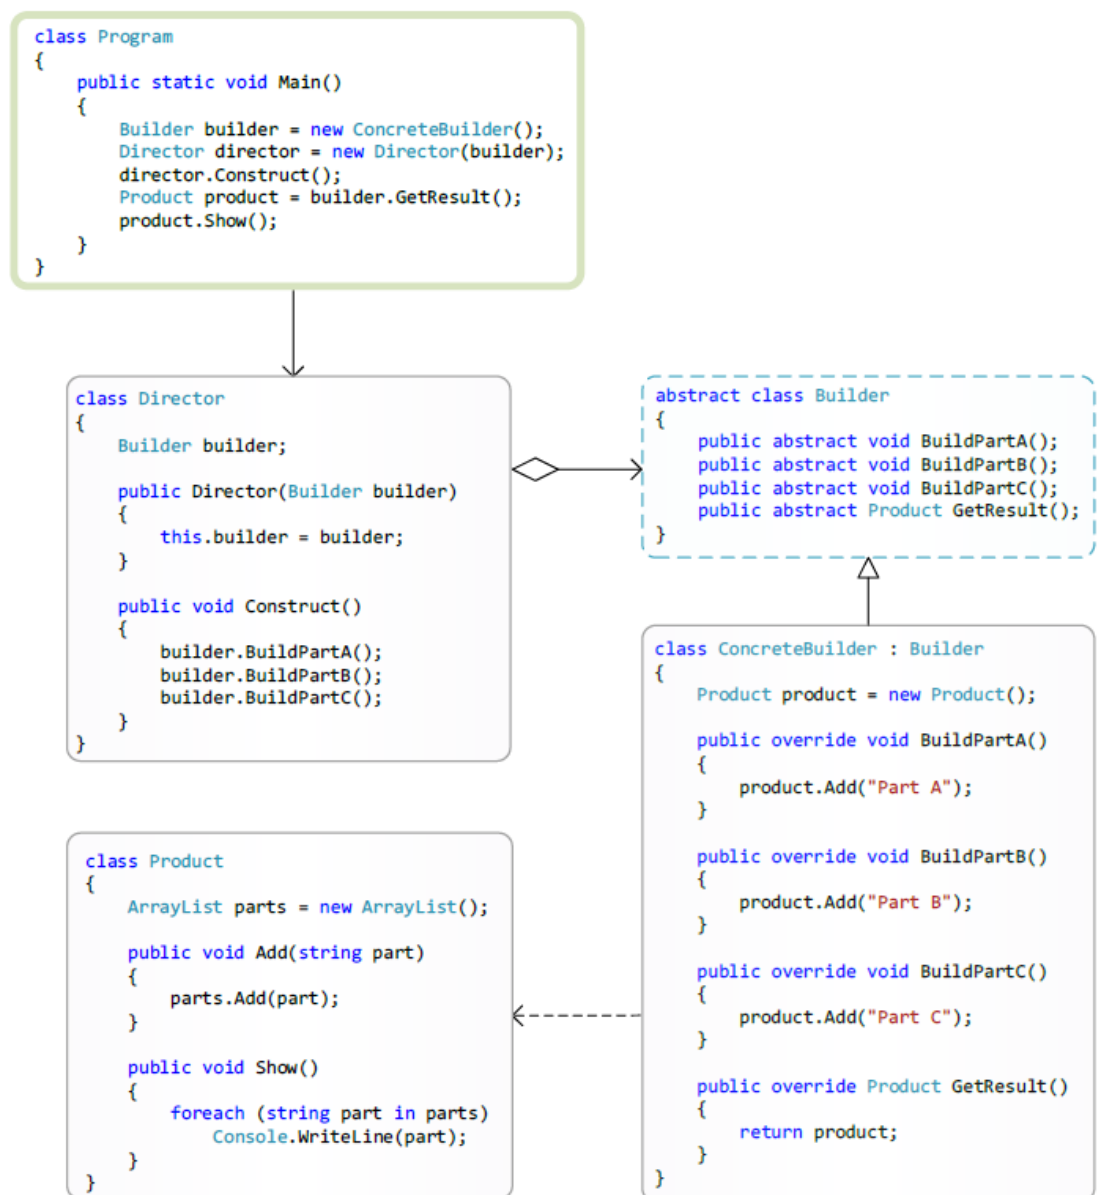 class Program
{
    public static void Main()
    {
        Builder builder = new ConcreteBuilder();
        Director director = new Director(builder);
        director.Construct();
        Product product = builder.GetResult();
        product.Show();
    }
}
class Director
{
    Builder builder;
    public Director(Builder builder)
    {
        this.builder = builder;
    }
    public void Construct()
    {
        builder.BuildPartA();
        builder.BuildPartB();
        builder.BuildPartC();
    }
}
abstract class Builder
{
    public abstract void BuildPartA();
    public abstract void BuildPartB();
    public abstract void BuildPartC();
    public abstract Product GetResult();
}
class ConcreteBuilder : Builder
{
    Product product = new Product();
    public override void BuildPartA()
    {
        product.Add("Part A");
    }
    public override void BuildPartB()
    {
        product.Add("Part B");
    }
    public override void BuildPartC()
    {
        product.Add("Part C");
    }
    public override Product GetResult()
    {
        return product;
    }
}
class Product
{
    ArrayList parts = new ArrayList();
    public void Add(string part)
    {
        parts.Add(part);
    }
    public void Show()
    {
        foreach (string part in parts)
            Console.WriteLine(part);
    }
}